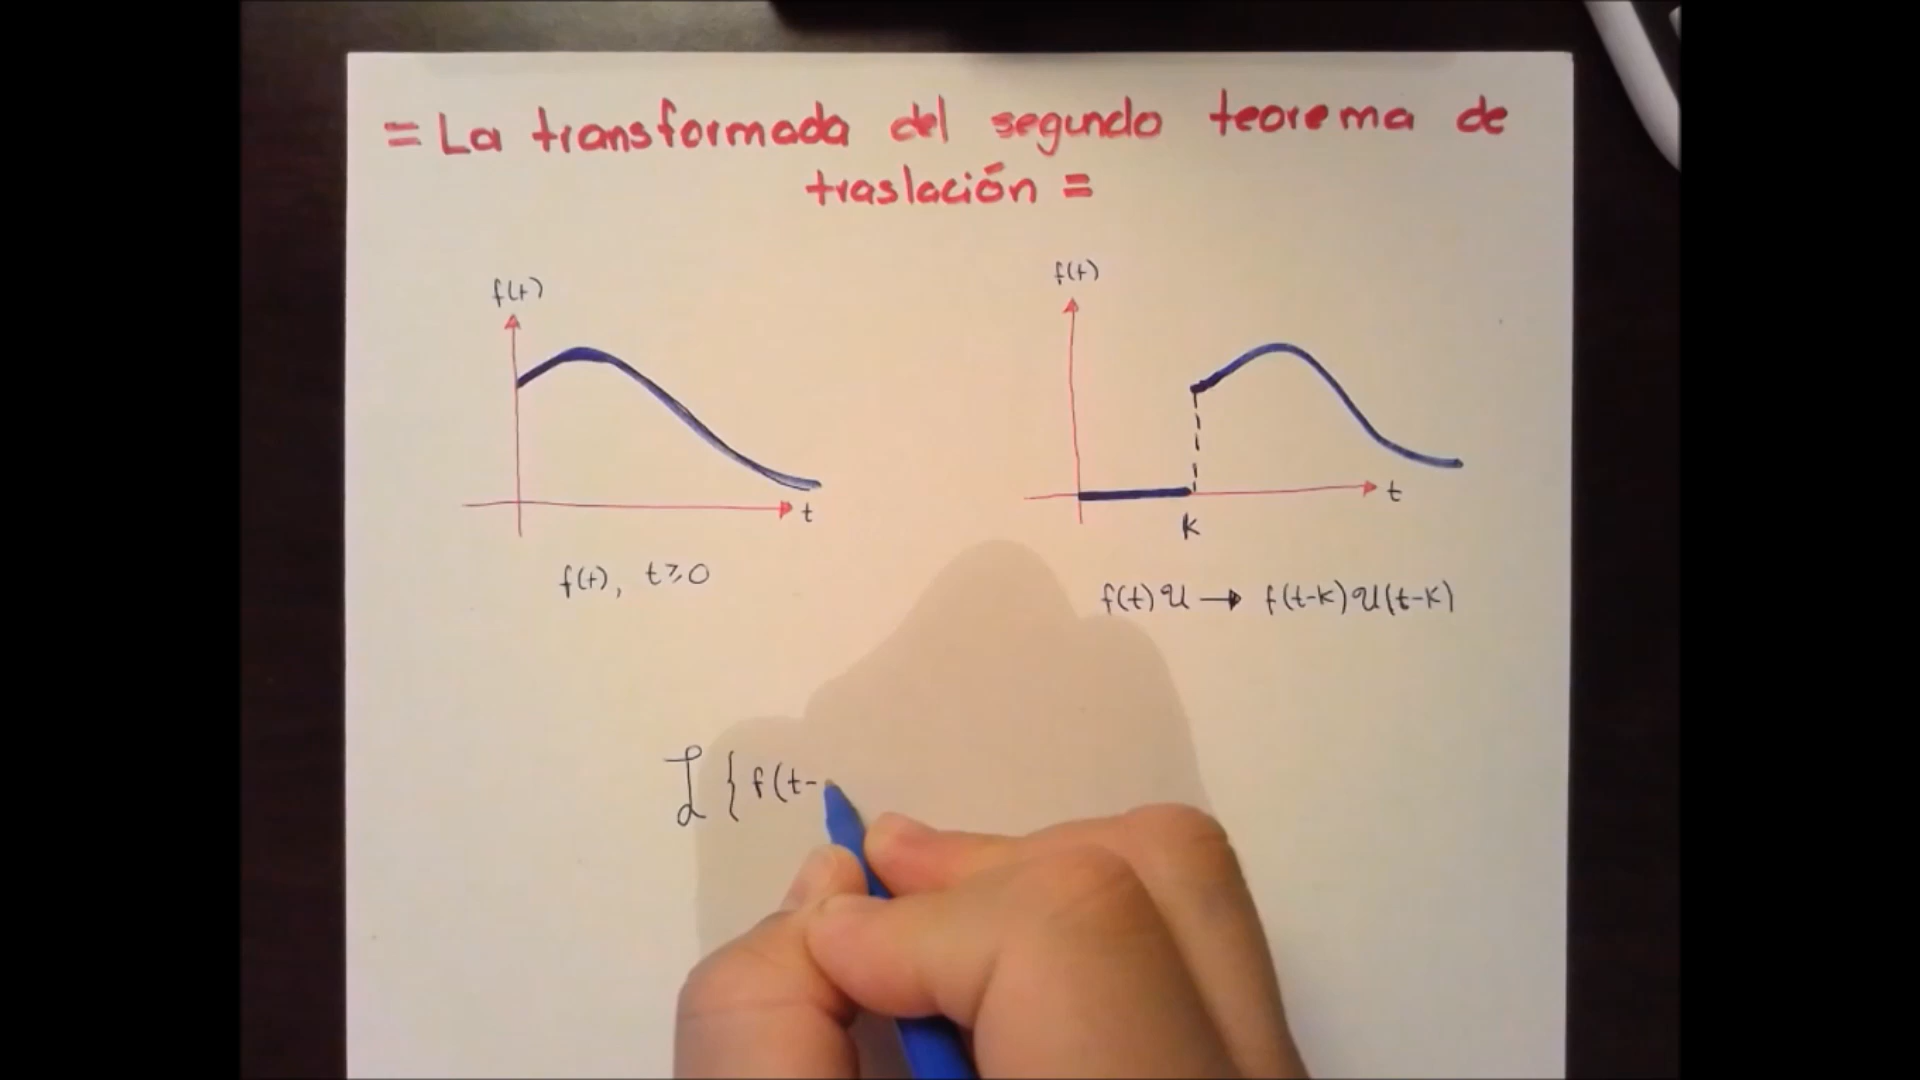 = La transformada del segundo teorema de
traslación =
f(t)
t
f(t), t≥0
f(t)
t
k
f(t)𝒰 → f(t-k)𝒰(t-k)
ℒ{f(t-